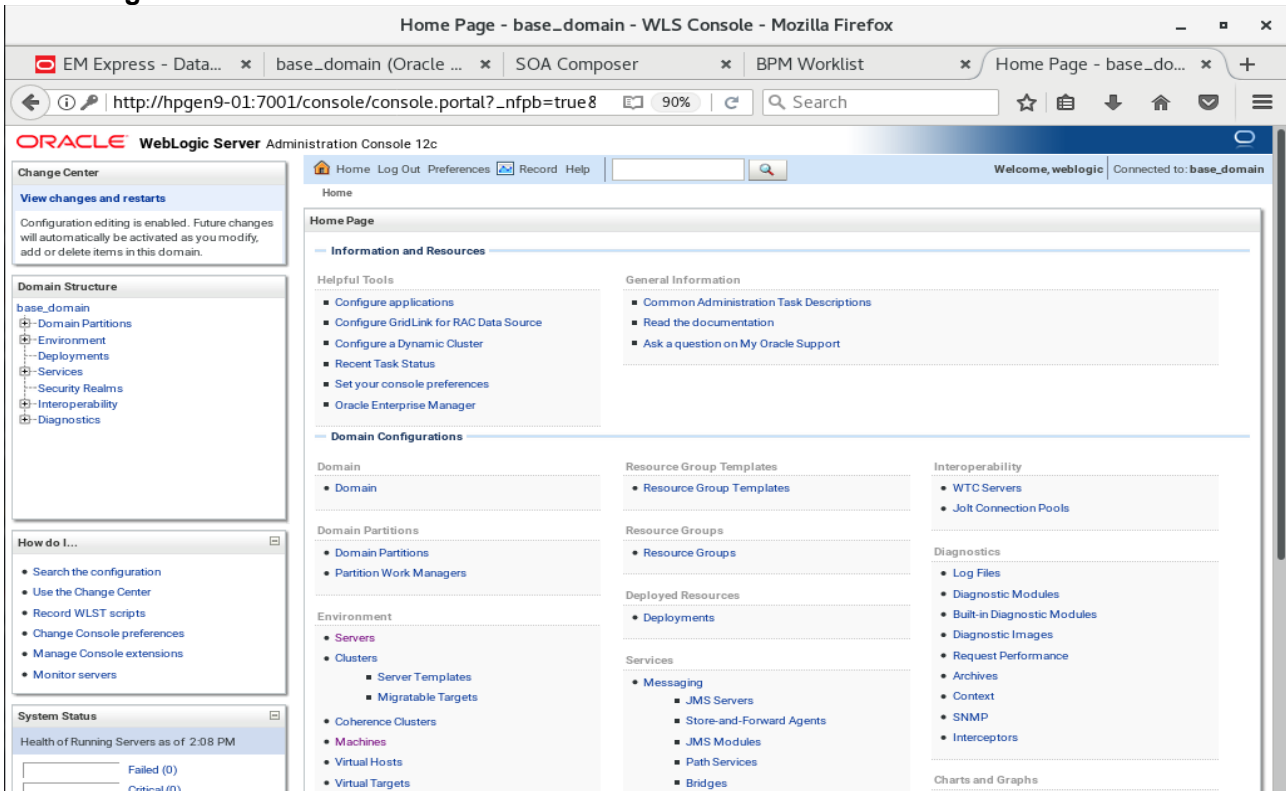 Home Page - base_domain - WLS Console - Mozilla Firefox
EM Express - Data...
base_domain (Oracle ...
SOA Composer
BPM Worklist
Home Page - base_do...
http://hpgen9-01:7001/console/console.portal?_nfpb=true&
90%
Search
ORACLE WebLogic Server Administration Console 12c
Change Center
View changes and restarts
Configuration editing is enabled. Future changes
will automatically be activated as you modify,
add or delete items in this domain.
Domain Structure
base_domain
Domain Partitions
Environment
Deployments
Services
Security Realms
Interoperability
Diagnostics
How do I...
Search the configuration
Use the Change Center
Record WLST scripts
Change Console preferences
Manage Console extensions
Monitor servers
System Status
Health of Running Servers as of 2:08 PM
Failed (0)
Critical (0)
Home Log Out Preferences Record Help
Welcome, weblogic Connected to: base_domain
Home
Home Page
Information and Resources
Helpful Tools
Configure applications
Configure GridLink for RAC Data Source
Configure a Dynamic Cluster
Recent Task Status
Set your console preferences
Oracle Enterprise Manager
General Information
Common Administration Task Descriptions
Read the documentation
Ask a question on My Oracle Support
Domain Configurations
Domain
Domain
Domain Partitions
Domain Partitions
Partition Work Managers
Environment
Servers
Clusters
Server Templates
Migratable Targets
Coherence Clusters
Machines
Virtual Hosts
Virtual Targets
Resource Group Templates
Resource Group Templates
Resource Groups
Resource Groups
Deployed Resources
Deployments
Services
Messaging
JMS Servers
Store-and-Forward Agents
JMS Modules
Path Services
Bridges
Interoperability
WTC Servers
Jolt Connection Pools
Diagnostics
Log Files
Diagnostic Modules
Built-in Diagnostic Modules
Diagnostic Images
Request Performance
Archives
Context
SNMP
Interceptors
Charts and Graphs